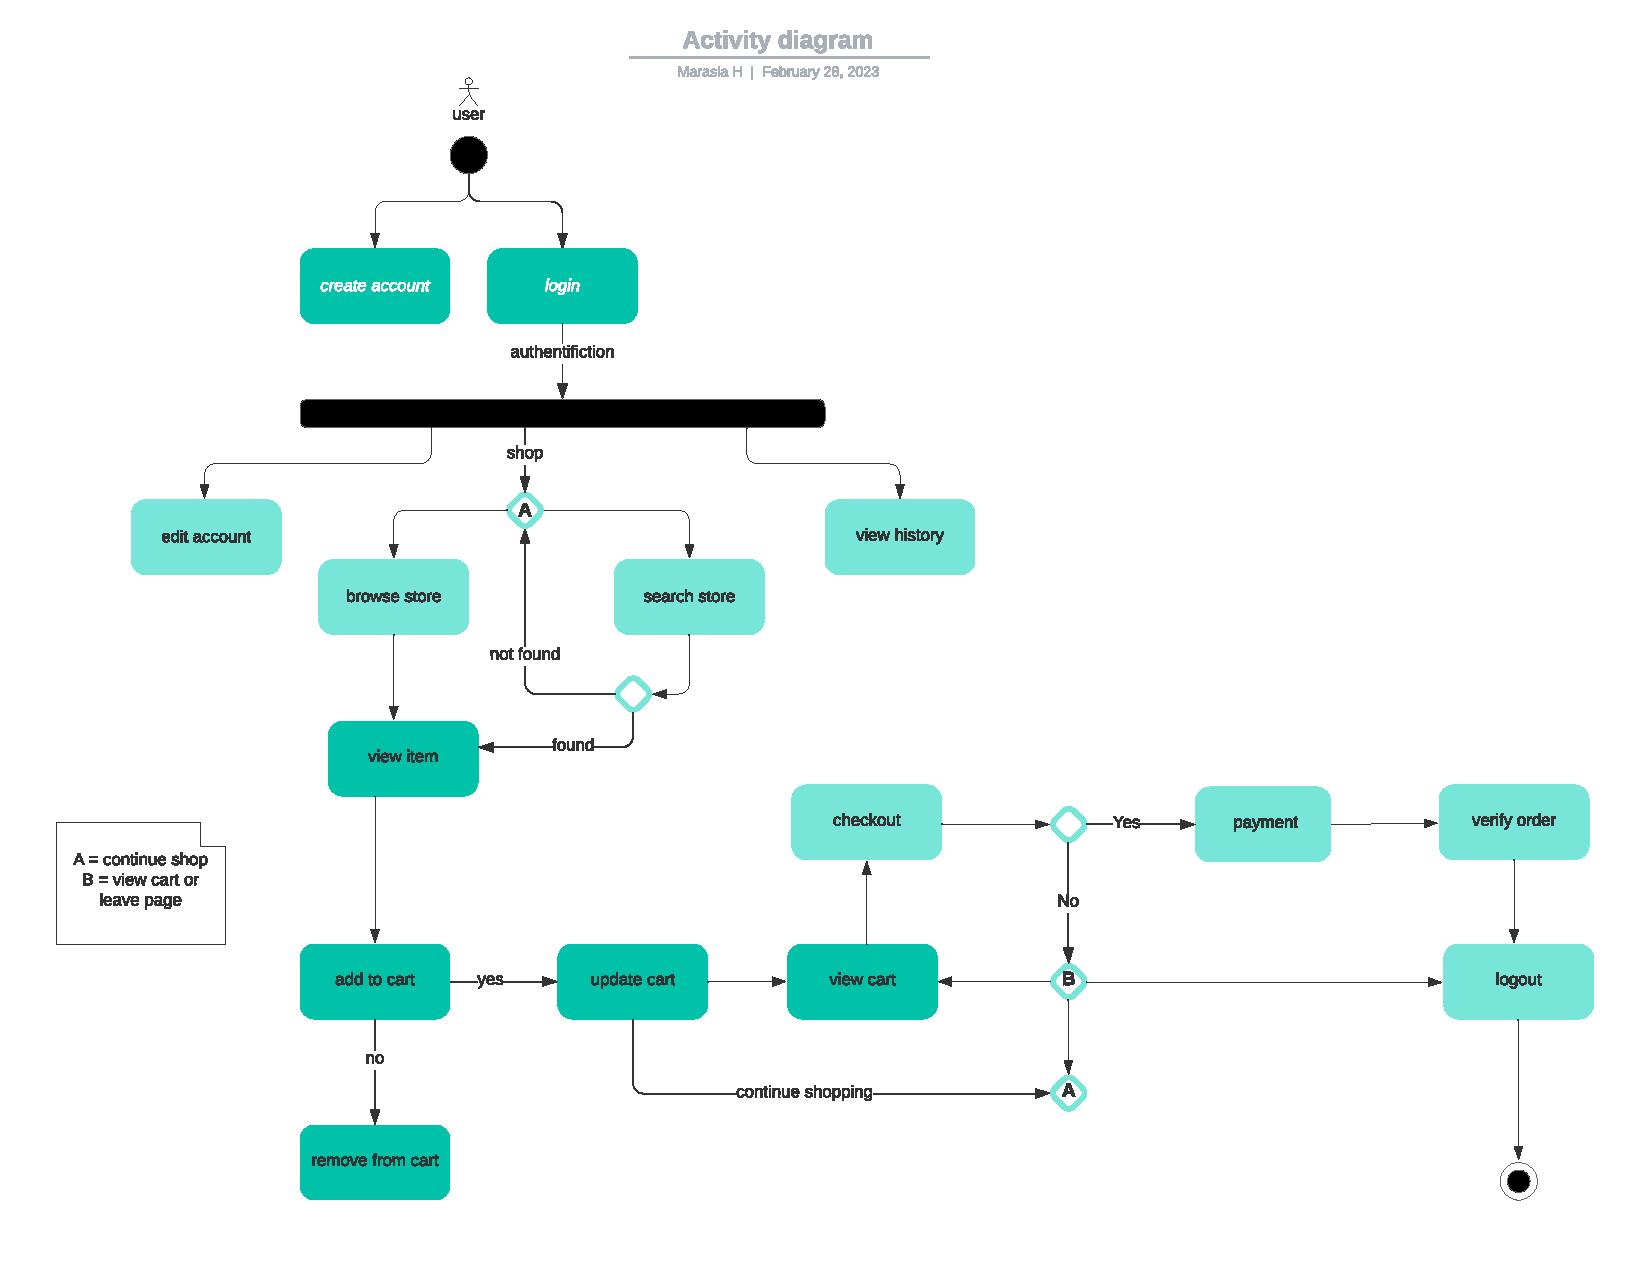 Activity diagram
Marasia H | February 28, 2023
user
create account
login
authentifiction
shop
A
edit account
view history
browse store
search store
not found
found
view item
checkout
Yes
payment
verify order
A = continue shop
B = view cart or
leave page
No
add to cart
yes
update cart
view cart
B
logout
no
continue shopping
A
remove from cart